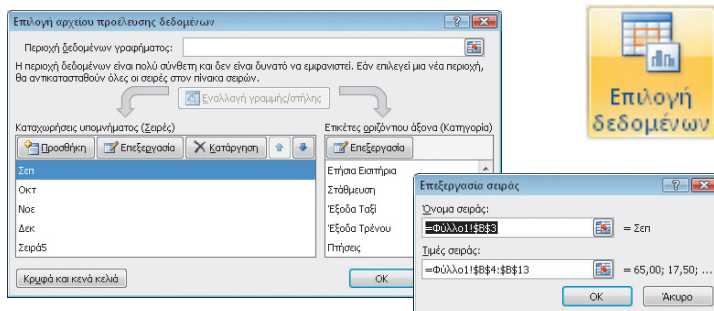 Επιλογή αρχείου προέλευσης δεδομένων
Περιοχή δεδομένων γραφήματος:
Η περιοχή δεδομένων είναι πολύ σύνθετη και δεν είναι δυνατό να εμφανιστεί. Εάν επιλεγεί μια νέα περιοχή,
θα αντικατασταθούν όλες οι σειρές στον πίνακα σειρών.
Εναλλαγή γραμμής/στήλης
Καταχωρήσεις υπομνήματος (Σειρές)
Προσθήκη Επεξεργασία Κατάργηση
Σεπ
Οκτ
Νοε
Δεκ
Σειρά5
Κρυφά και κενά κελιά
Ετικέτες οριζόντιου άξονα (Κατηγορία)
Επεξεργασία
Ετήσια Εισιτήρια
Στάθμευση
Έξοδα Ταξί
Έξοδα Τρένου
Πτήσεις
OK
Επιλογή
δεδομένων
Επεξεργασία σειράς
Όνομα σειράς:
=Φύλλο1!$B$3 = Σεπ
Τιμές σειράς:
=Φύλλο1!$B$4:$B$13 = 65,00; 17,50; ...
OK Άκυρο